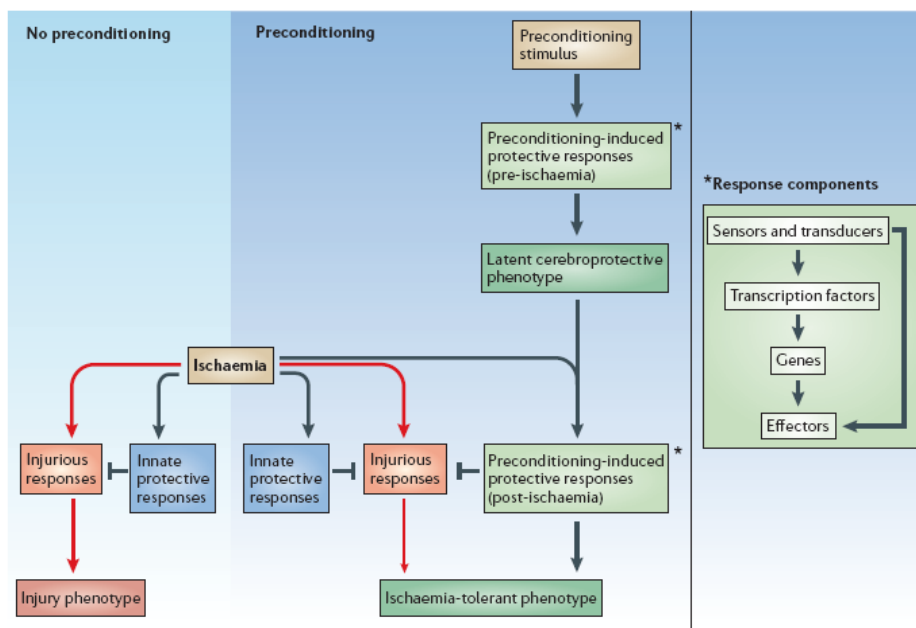 No preconditioning
Preconditioning
Preconditioning
stimulus
Preconditioning-induced
protective responses
(pre-ischaemia)
*
*Response components
Sensors and transducers
Latent cerebroprotective
phenotype
Transcription factors
Genes
Effectors
Ischaemia
Injurious
responses
Innate
protective
responses
Innate
protective
responses
Injurious
responses
Preconditioning-induced
protective responses
(post-ischaemia)
*
Injury phenotype
Ischaemia-tolerant phenotype